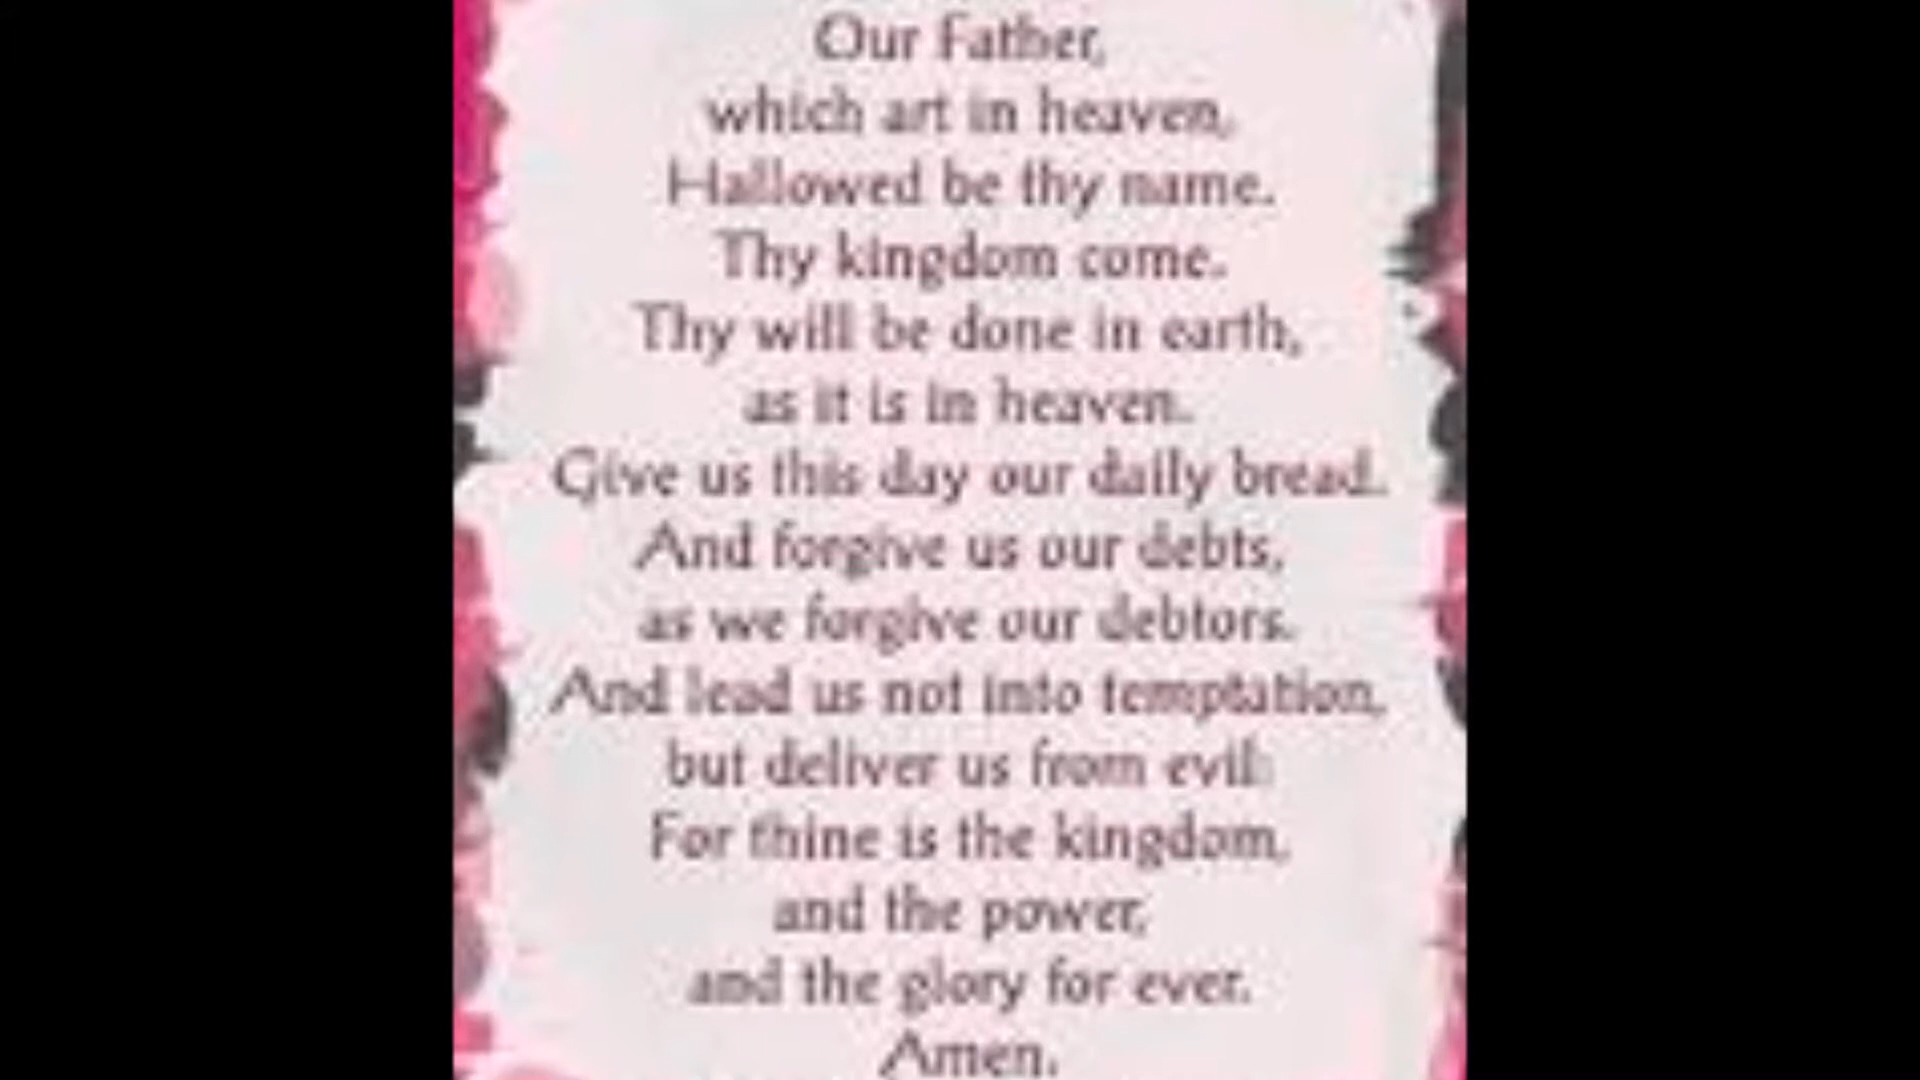 Our Father,
which art in heaven,
Hallowed be thy name.
Thy kingdom come.
Thy will be done in earth,
as it is in heaven.
Give us this day our daily bread.
And forgive us our debts,
as we forgive our debtors.
And lead us not into temptation,
but deliver us from evil:
For thine is the kingdom,
and the power,
and the glory for ever.
Amen.